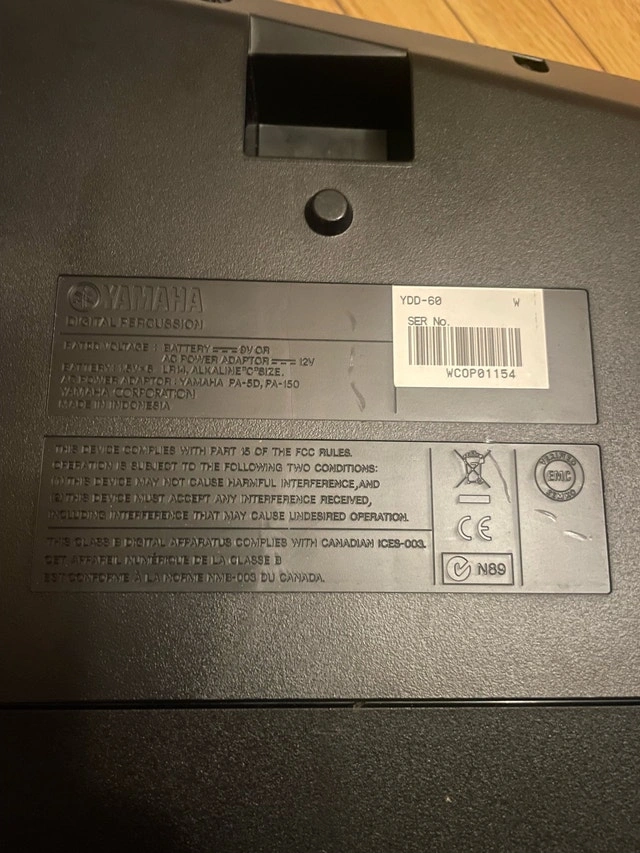 YAMAHA
DIGITAL PERCUSSION
RATED VOLTAGE : BATTERY 9V OR
AC POWER ADAPTOR 12V
BATTERY : 1.5V×6 LR14, ALKALINE "C" SIZE.
AC POWER ADAPTOR : YAMAHA PA-5D, PA-150
YAMAHA CORPORATION
MADE IN INDONESIA
YDD-60 W
SER No.
WCOP01154
THIS DEVICE COMPLIES WITH PART 15 OF THE FCC RULES.
OPERATION IS SUBJECT TO THE FOLLOWING TWO CONDITIONS:
(1) THIS DEVICE MAY NOT CAUSE HARMFUL INTERFERENCE,AND
(2) THIS DEVICE MUST ACCEPT ANY INTERFERENCE RECEIVED,
INCLUDING INTERFERENCE THAT MAY CAUSE UNDESIRED OPERATION.
THIS CLASS B DIGITAL APPARATUS COMPLIES WITH CANADIAN ICES-003.
CET APPAREIL NUMÉRIQUE DE LA CLASSE B
EST CONFORME À LA NORME NMB-003 DU CANADA.
CE
N89
EMC